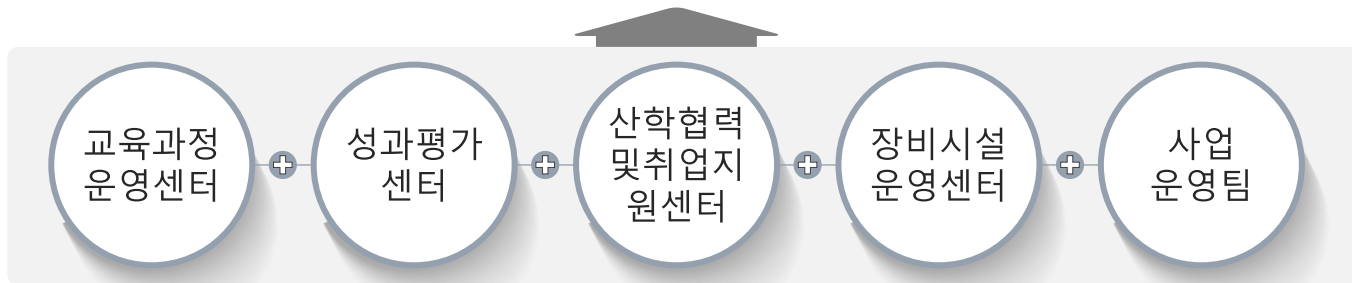 교육과정
운영센터
성과평가
센터
산학협력
및취업지
원센터
장비시설
운영센터
사업
운영팀